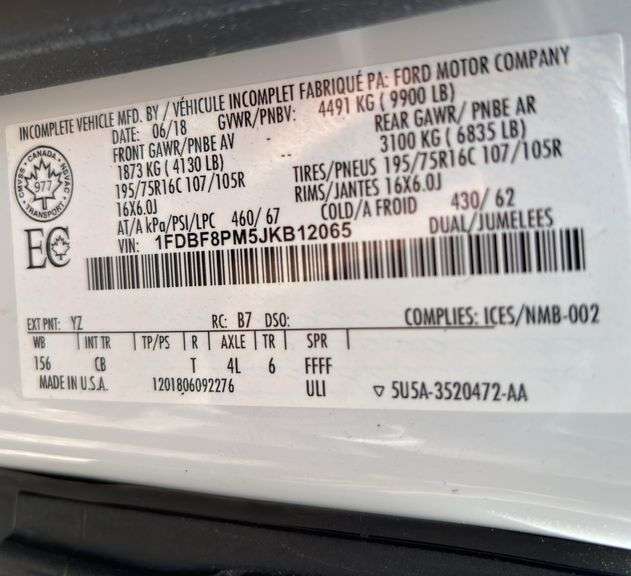 INCOMPLETE VEHICLE MFD. BY / VÉHICULE INCOMPLET FABRIQUÉ PA: FORD MOTOR COMPANY
DATE: 06/18 GVWR/PNBV: 4491 KG ( 9900 LB)
FRONT GAWR/PNBE AV REAR GAWR/ PNBE AR
1873 KG ( 4130 LB) 3100 KG ( 6835 LB)
195/75R16C 107/105R TIRES/PNEUS 195/75R16C 107/105R
16X6.0J RIMS/JANTES 16X6.0J
AT/A kPa/PSI/LPC 460/ 67 COLD/A FROID 430/ 62
VIN: 1FDBF8PM5JKB12065 DUAL/JUMELEES
CANADA
977
TRANSPORT
EC
EXT PNT: YZ RC: B7 DSO: COMPLIES: ICES/NMB-002
WB INT TR TP/PS R AXLE TR SPR
156 CB T 4L 6 FFFF
MADE IN U.S.A. 1201806092276 ULI ▽ 5U5A-3520472-AA